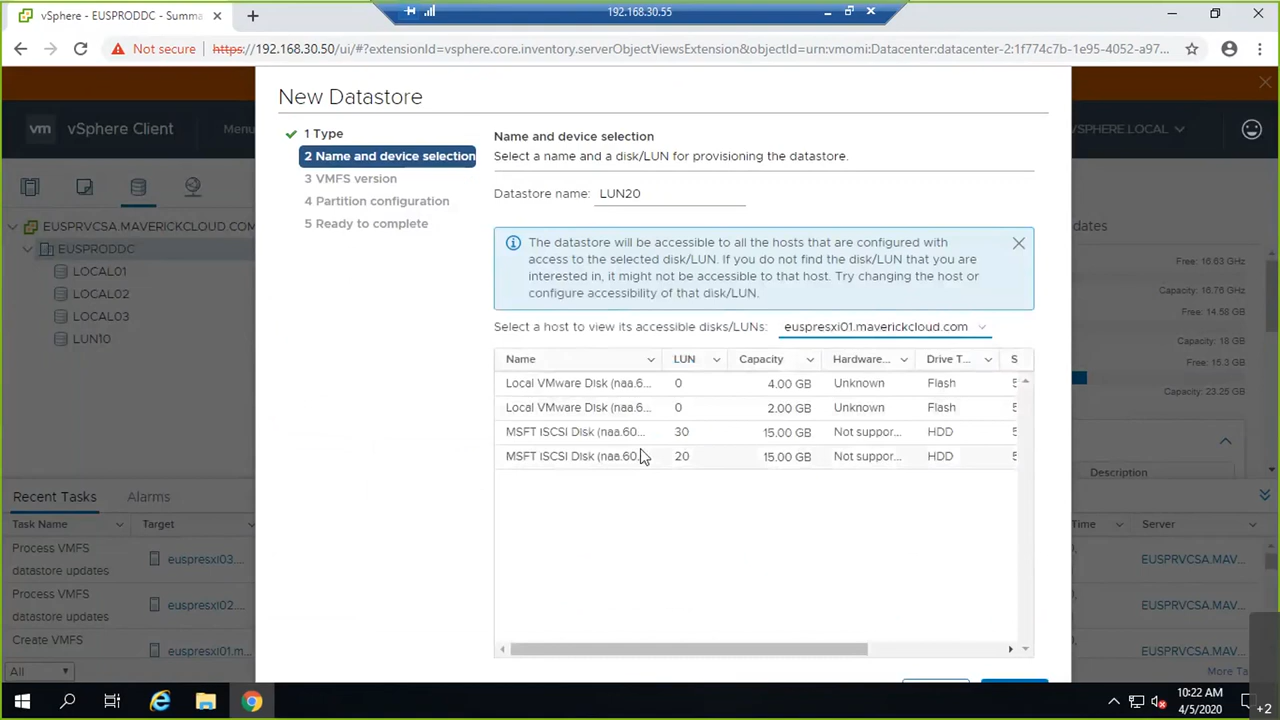 vSphere - EUSPRODDC - Summa
192.168.30.55
Not secure
https://192.168.30.50/ui/#?extensionId=vsphere.core.inventory.serverObjectViewsExtension&objectId=urn:vmomi:Datacenter:datacenter-2:1f774c7b-1e95-4052-a97...
vm vSphere Client Menu
VSPHERE.LOCAL
New Datastore
1 Type
2 Name and device selection
3 VMFS version
4 Partition configuration
5 Ready to complete
Name and device selection
Select a name and a disk/LUN for provisioning the datastore.
Datastore name: LUN20
The datastore will be accessible to all the hosts that are configured with
access to the selected disk/LUN. If you do not find the disk/LUN that you are
interested in, it might not be accessible to that host. Try changing the host or
configure accessibility of that disk/LUN.
Select a host to view its accessible disks/LUNs: euspresxi01.maverickcloud.com
Name LUN Capacity Hardware... Drive T... S
Local VMware Disk (naa.6... 0 4.00 GB Unknown Flash 5
Local VMware Disk (naa.6... 0 2.00 GB Unknown Flash 5
MSFT iSCSI Disk (naa.60... 30 15.00 GB Not suppor... HDD 5
MSFT iSCSI Disk (naa.60... 20 15.00 GB Not suppor... HDD 5
EUSPRVCSA.MAVERICKCLOUD.COM
EUSPRODDC
LOCAL01
LOCAL02
LOCAL03
LUN10
dates
Free: 16.63 GHz
Capacity: 16.76 GHz
Free: 14.58 GB
Capacity: 18 GB
Free: 15.3 GB
Capacity: 23.25 GB
Description
Recent Tasks Alarms
Task Name Target Time Server
Process VMFS
datastore updates
euspresxi03....
EUSPRVCSA.MAV...
Process VMFS
datastore updates
euspresxi02....
EUSPRVCSA.MAV...
Create VMFS
euspresxi01.m...
EUSPRVCSA.MAV...
All
More Ta
10:22 AM
4/5/2020
+2